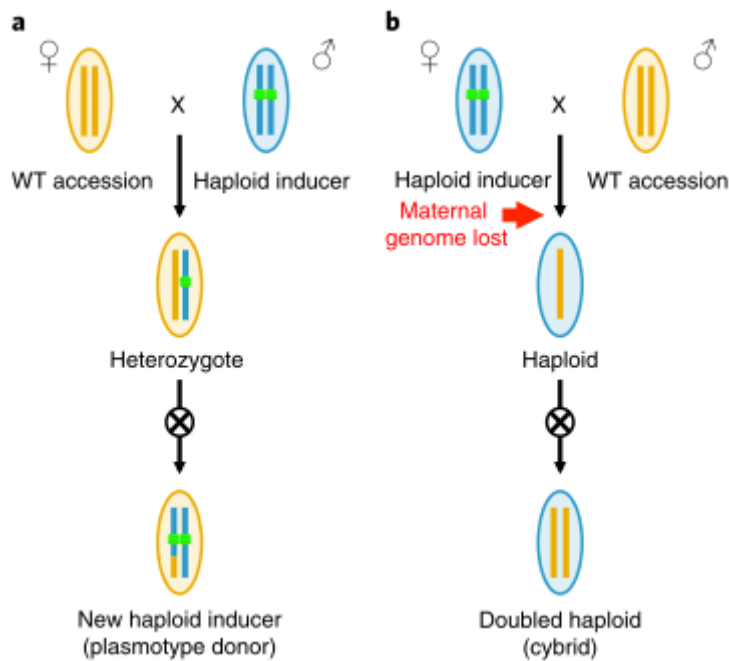 a
♀
♂
X
WT accession
Haploid inducer
Heterozygote
New haploid inducer
(plasmotype donor)
b
♀
♂
X
Haploid inducer
WT accession
Maternal
genome lost
Haploid
Doubled haploid
(cybrid)